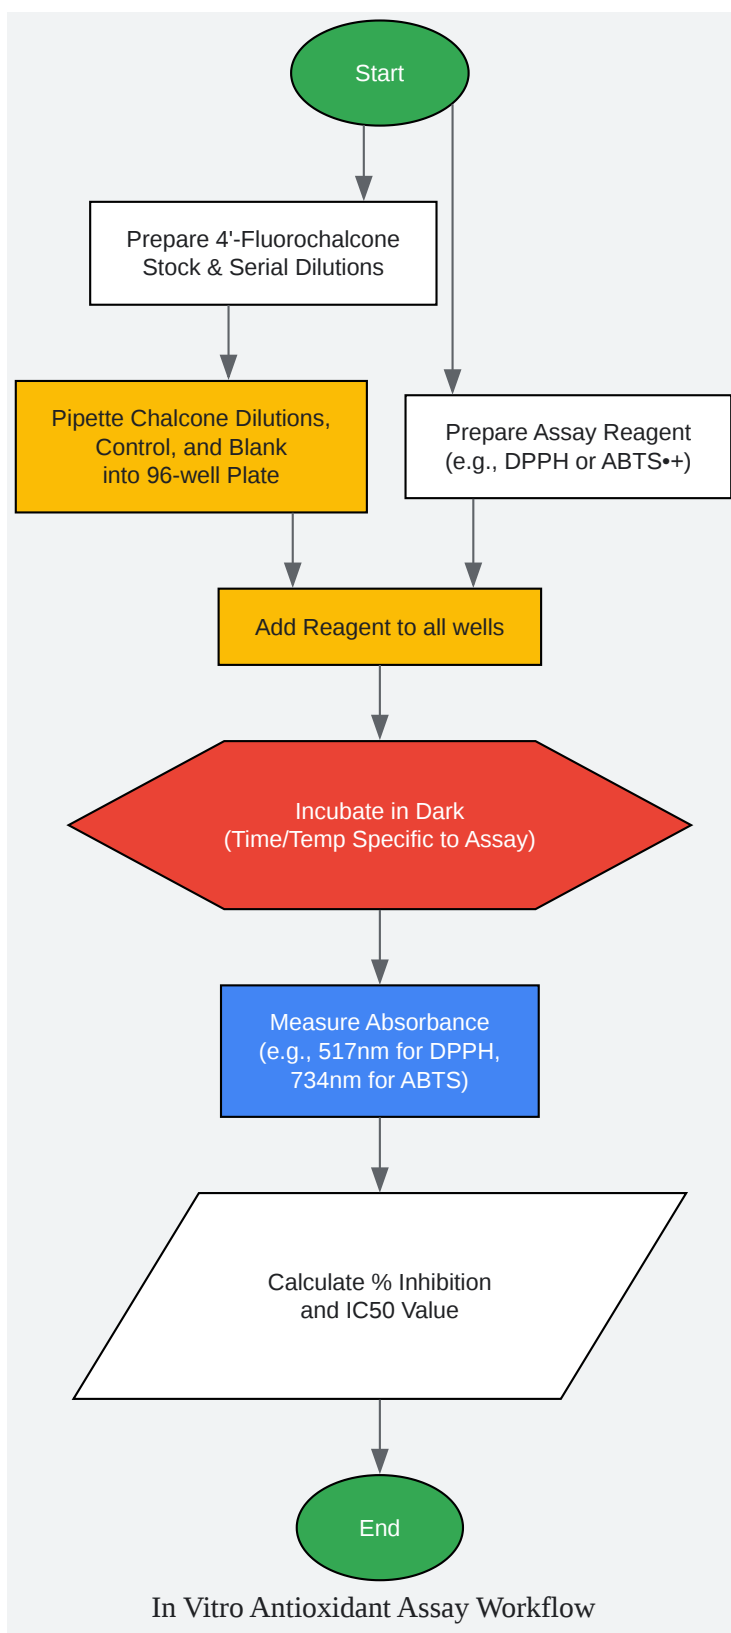 Start
Prepare 4'-Fluorochalcone
Stock & Serial Dilutions
Pipette Chalcone Dilutions,
Control, and Blank
into 96-well Plate
Prepare Assay Reagent
(e.g., DPPH or ABTS•+)
Add Reagent to all wells
Incubate in Dark
(Time/Temp Specific to Assay)
Measure Absorbance
(e.g., 517nm for DPPH,
734nm for ABTS)
Calculate % Inhibition
and IC50 Value
End
In Vitro Antioxidant Assay Workflow